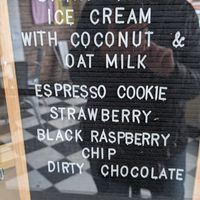 ICE CREAM
WITH COCONUT &
OAT MILK
ESPRESSO COOKIE
STRAWBERRY
BLACK RASPBERRY
CHIP
DIRTY CHOCOLATE